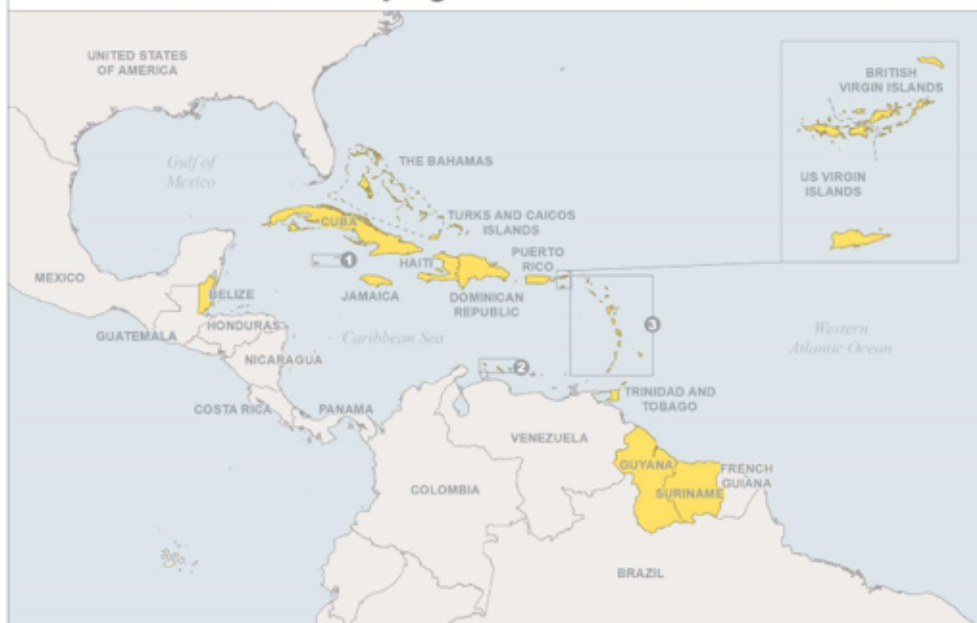 UNITED STATES
OF AMERICA
BRITISH
VIRGIN ISLANDS
Gulf of
Mexico
THE BAHAMAS
US VIRGIN
ISLANDS
TURKS AND CAICOS
ISLANDS
CUBA
PUERTO
RICO
1
HAITI
MEXICO
BELIZE
JAMAICA
DOMINICAN
REPUBLIC
HONDURAS
3
GUATEMALA
Caribbean Sea
Western
Atlantic Ocean
NICARAGUA
2
TRINIDAD AND
TOBAGO
COSTA RICA
PANAMA
VENEZUELA
GUYANA
FRENCH
GUIANA
COLOMBIA
SURINAME
BRAZIL